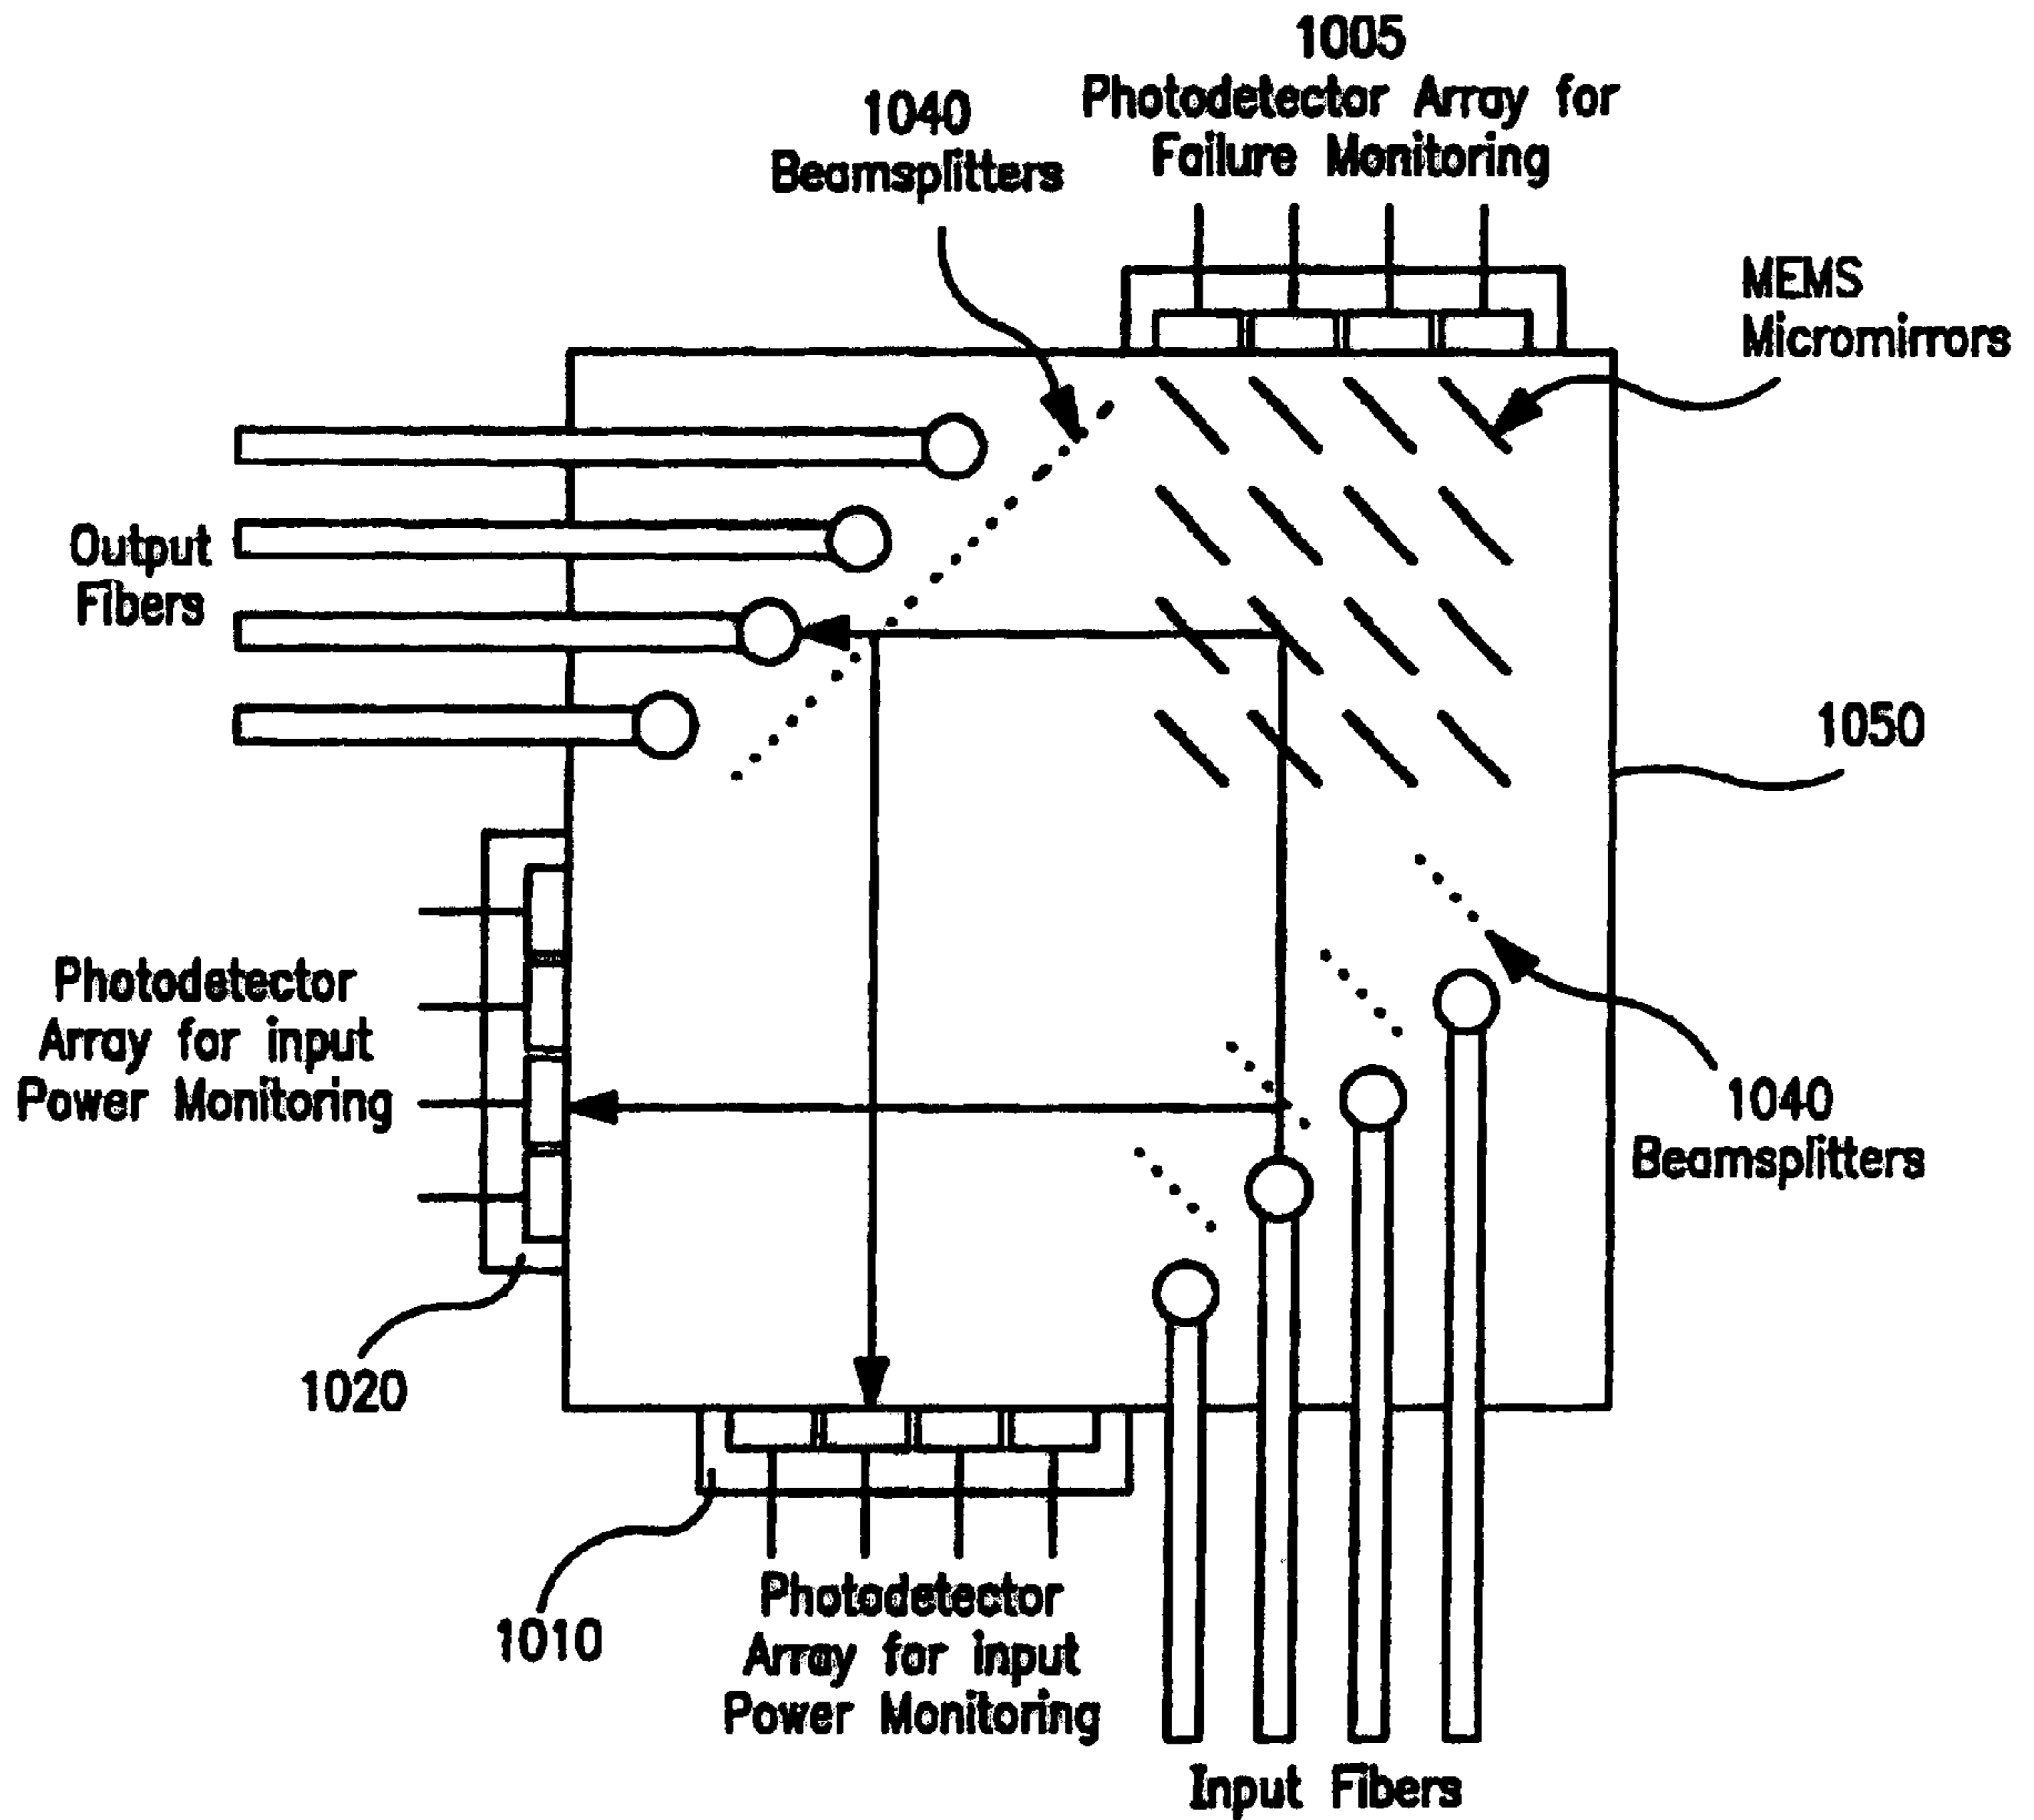 1005
Photodetector Array for
Failure Monitoring
1040
Beamsplitters
MEMS
Micromirrors
Output
Fibers
1050
Photodetector
Array for input
Power Monitoring
1040
Beamsplitters
1020
1010
Photodetector
Array for input
Power Monitoring
Input Fibers